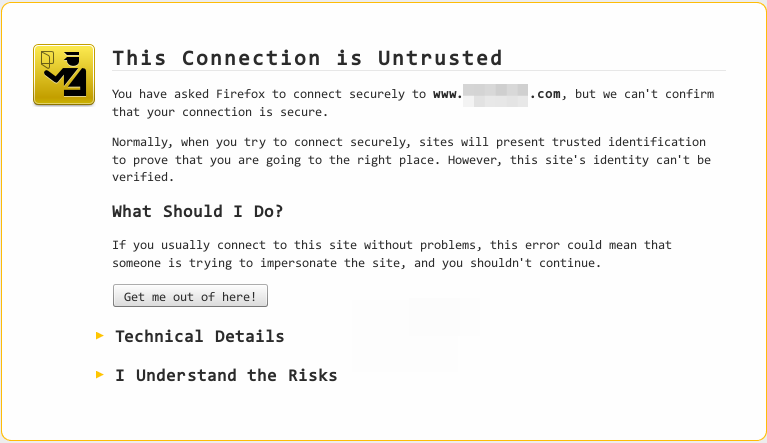 This Connection is Untrusted
You have asked Firefox to connect securely to www. .com, but we can't confirm
that your connection is secure.
Normally, when you try to connect securely, sites will present trusted identification
to prove that you are going to the right place. However, this site's identity can't be
verified.
What Should I Do?
If you usually connect to this site without problems, this error could mean that
someone is trying to impersonate the site, and you shouldn't continue.
Get me out of here!
Technical Details
I Understand the Risks